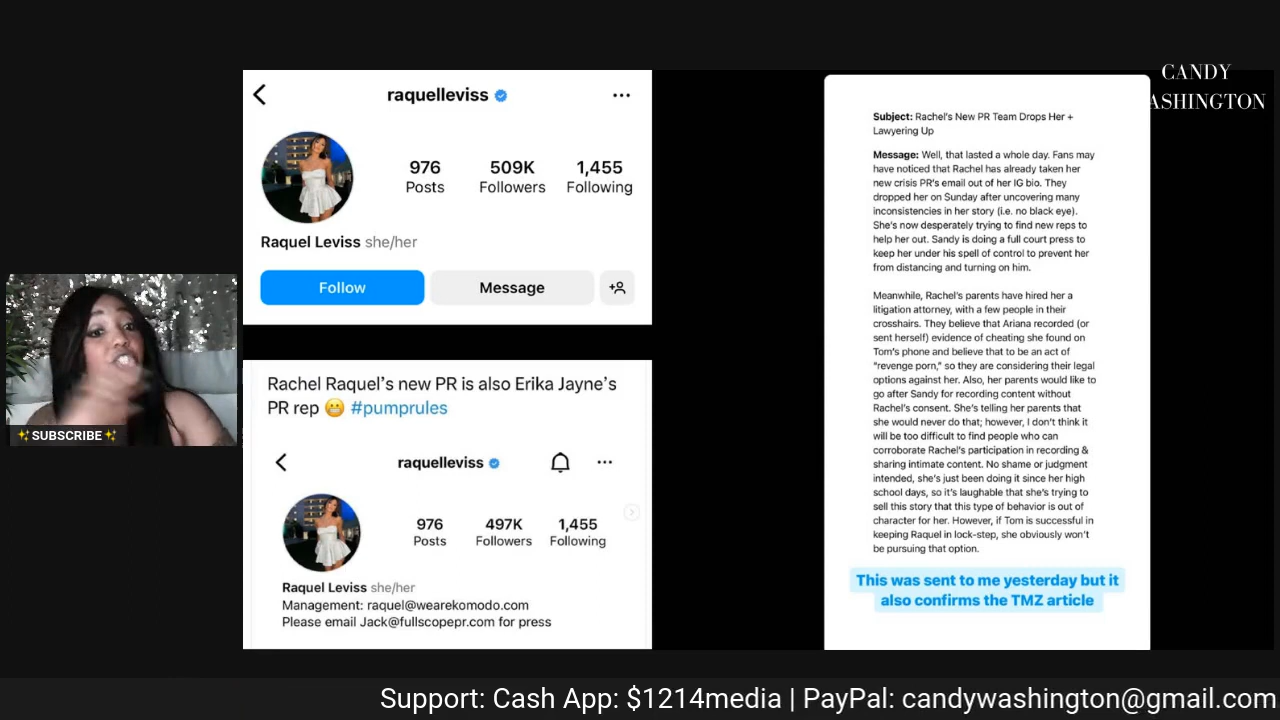 raquelleviss
976
509K
1,455
Posts
Followers
Following
Raquel Leviss she/her
Follow
Message
Rachel Raquel's new PR is also Erika Jayne's
PR rep 😬 #pumprules
raquelleviss
976
497K
1,455
Posts
Followers
Following
Raquel Leviss she/her
Management: raquel@wearekomodo.com
Please email Jack@fullscopepr.com for press
✨SUBSCRIBE✨
Subject: Rachel's New PR Team Drops Her +
Lawyering Up
Message: Well, that lasted a whole day. Fans may
have noticed that Rachel has already taken her
new crisis PR's email out of her IG bio. They
dropped her on Sunday after uncovering many
inconsistencies in her story (i.e. no black eye).
She's now desperately trying to find new reps to
help her out. Sandy is doing a full court press to
keep her under his spell of control to prevent her
from distancing and turning on him.
Meanwhile, Rachel's parents have hired her a
litigation attorney, with a few people in their
crosshairs. They believe that Ariana recorded (or
sent herself) evidence of cheating she found on
Tom's phone and believe that to be an act of
"revenge porn," so they are considering their legal
options against her. Also, her parents would like to
go after Sandy for recording content without
Rachel's consent. She's telling her parents that
she would never do that; however, I don't think it
will be too difficult to find people who can
corroborate Rachel's participation in recording &
sharing intimate content. No shame or judgment
intended, she's just been doing it since her high
school days, so it's laughable that she's trying to
sell this story that this type of behavior is out of
character for her. However, if Tom is successful in
keeping Raquel in lock-step, she obviously won't
be pursuing that option.
This was sent to me yesterday but it
also confirms the TMZ article
CANDY
ASHINGTON
Support: Cash App: $1214media | PayPal: candywashington@gmail.com